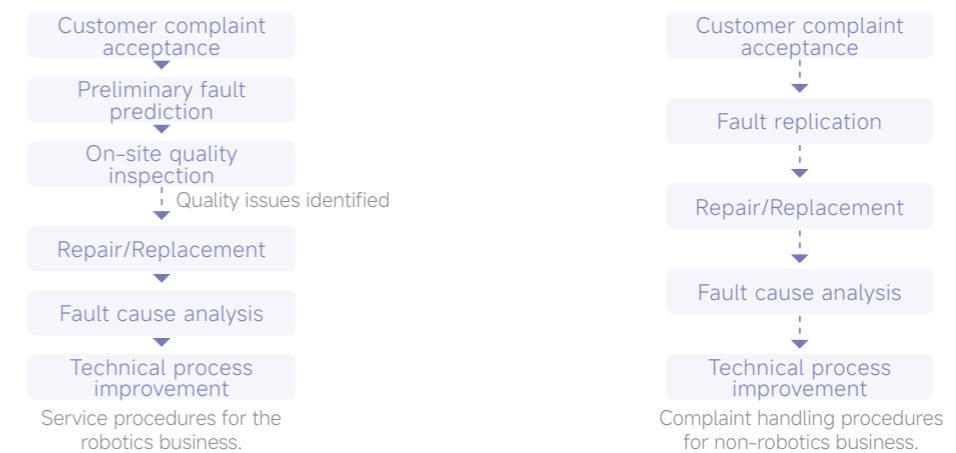 Customer complaint
acceptance
Preliminary fault
prediction
On-site quality
inspection
Quality issues identified
Repair/Replacement
Fault cause analysis
Technical process
improvement
Service procedures for the
robotics business.
Customer complaint
acceptance
Fault replication
Repair/Replacement
Fault cause analysis
Technical process
improvement
Complaint handling procedures
for non-robotics business.